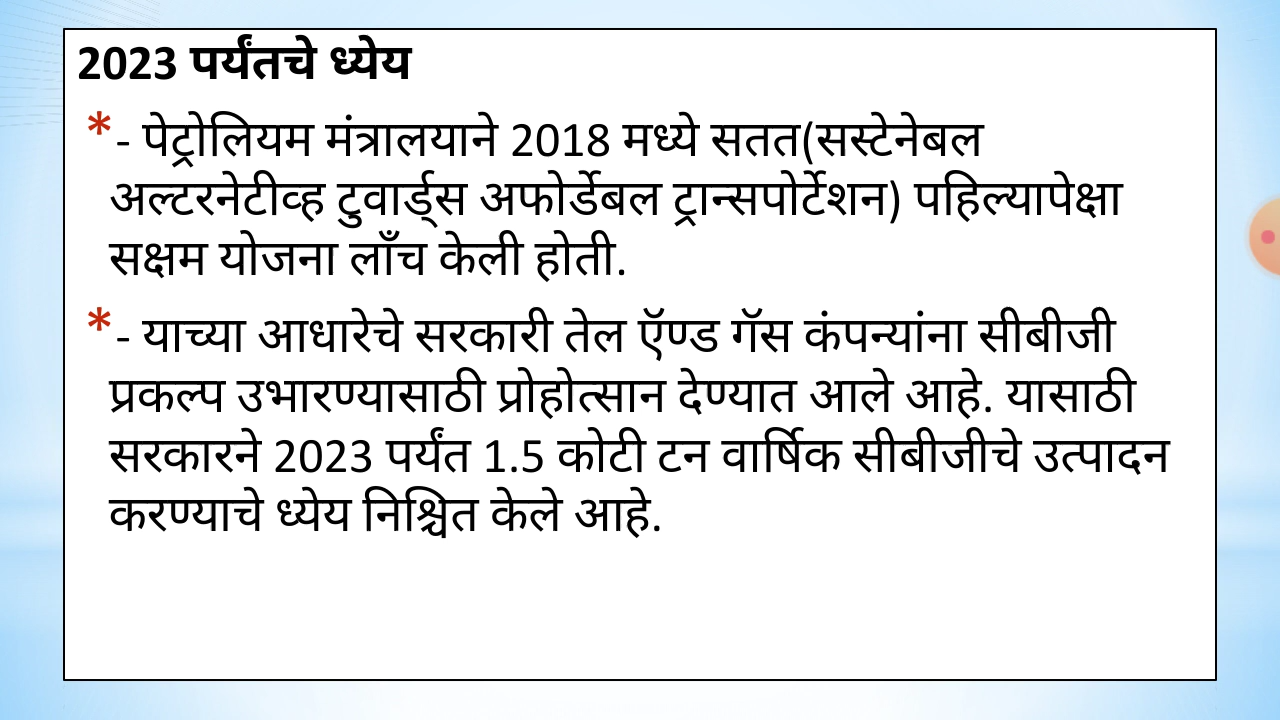 2023 पर्यंतचे ध्येय
* - पेट्रोलियम मंत्रालयाने 2018 मध्ये सतत(सस्टेनेबल
अल्टरनेटीव्ह टुवार्ड्स अफोर्डेबल ट्रान्सपोर्टेशन) पहिल्यापेक्षा
सक्षम योजना लाँच केली होती.
* - याच्या आधारेचे सरकारी तेल ऍण्ड गॅस कंपन्यांना सीबीजी
प्रकल्प उभारण्यासाठी प्रोहोत्सान देण्यात आले आहे. यासाठी
सरकारने 2023 पर्यंत 1.5 कोटी टन वार्षिक सीबीजीचे उत्पादन
करण्याचे ध्येय निश्चित केले आहे.